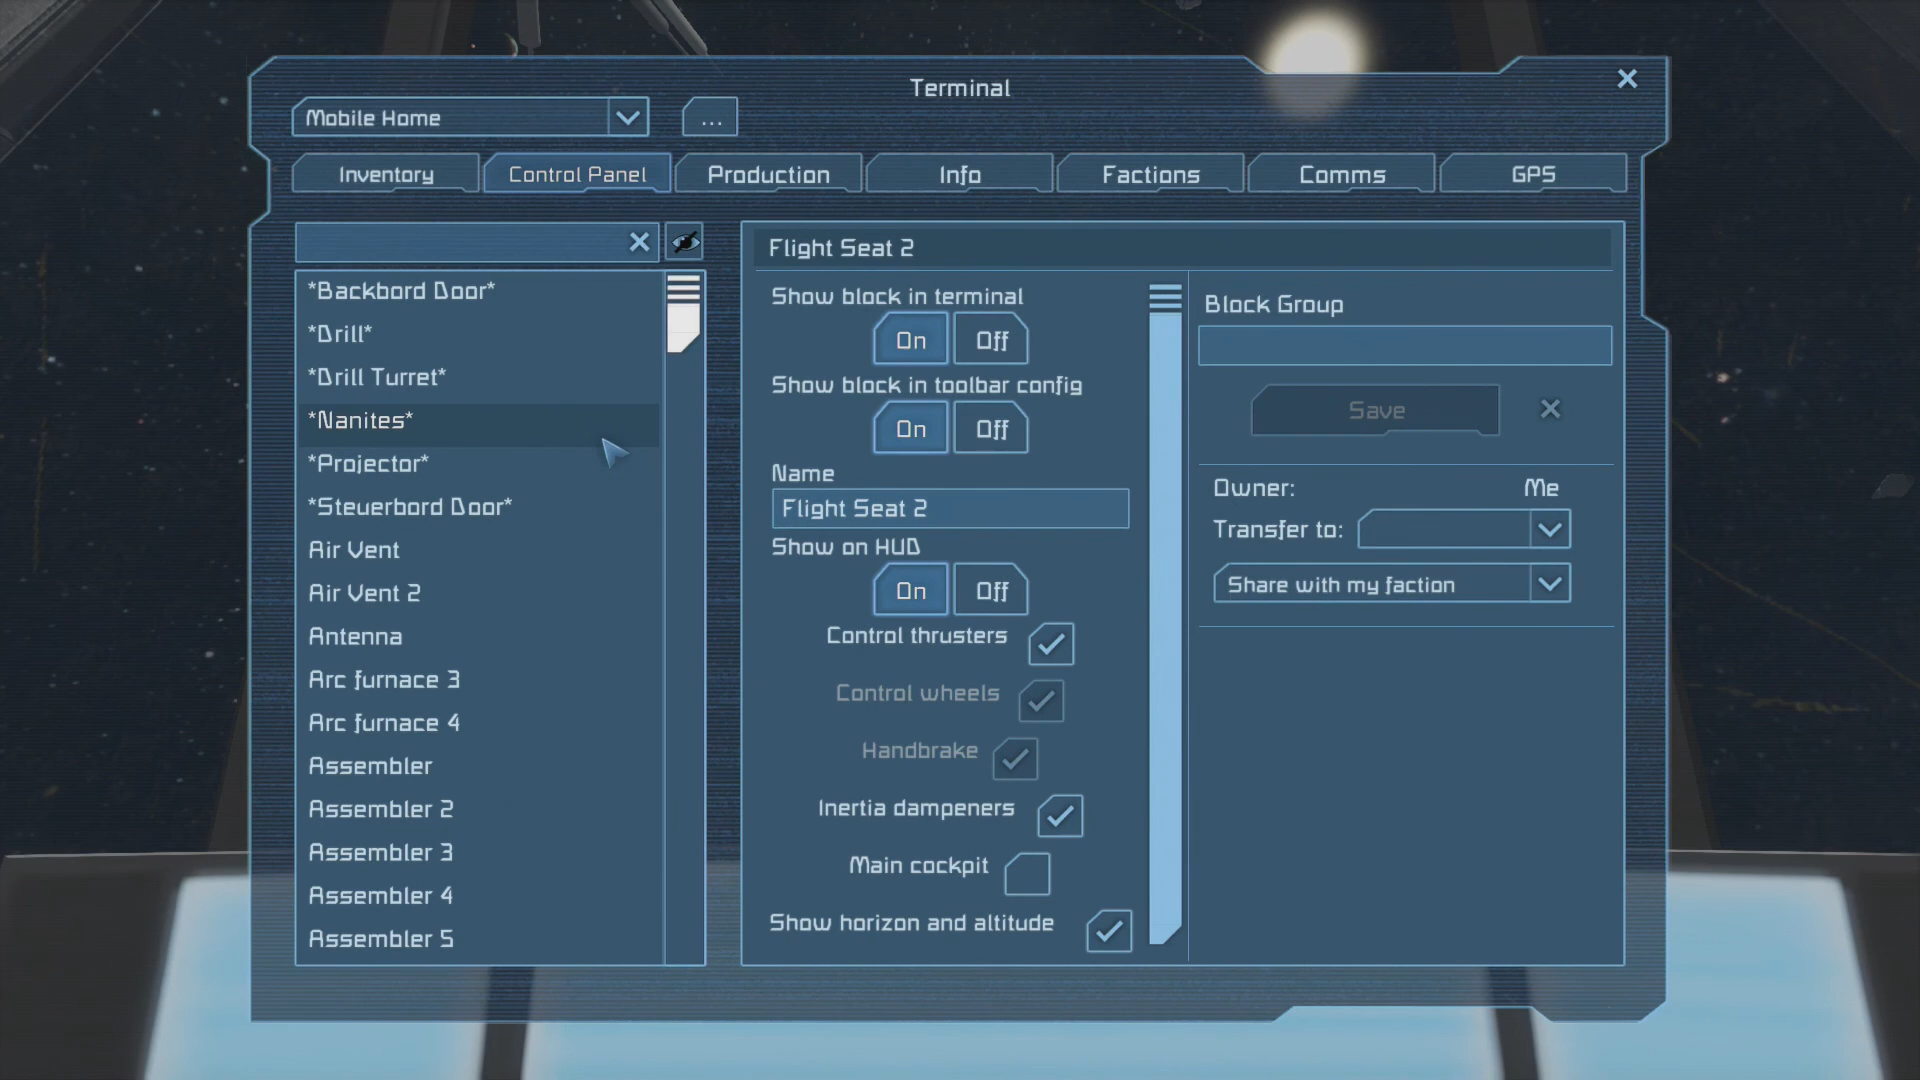 Terminal
Mobile Home
...
Inventory
Control Panel
Production
Info
Factions
Comms
GPS
*Backbord Door*
*Drill*
*Drill Turret*
*Nanites*
*Projector*
*Steuerbord Door*
Air Vent
Air Vent 2
Antenna
Arc furnace 3
Arc furnace 4
Assembler
Assembler 2
Assembler 3
Assembler 4
Assembler 5
Flight Seat 2
Show block in terminal
On Off
Show block in toolbar config
On Off
Name
Flight Seat 2
Show on HUD
On Off
Control thrusters
Control wheels
Handbrake
Inertia dampeners
Main cockpit
Show horizon and altitude
Block Group
Save
Owner: Me
Transfer to:
Share with my faction